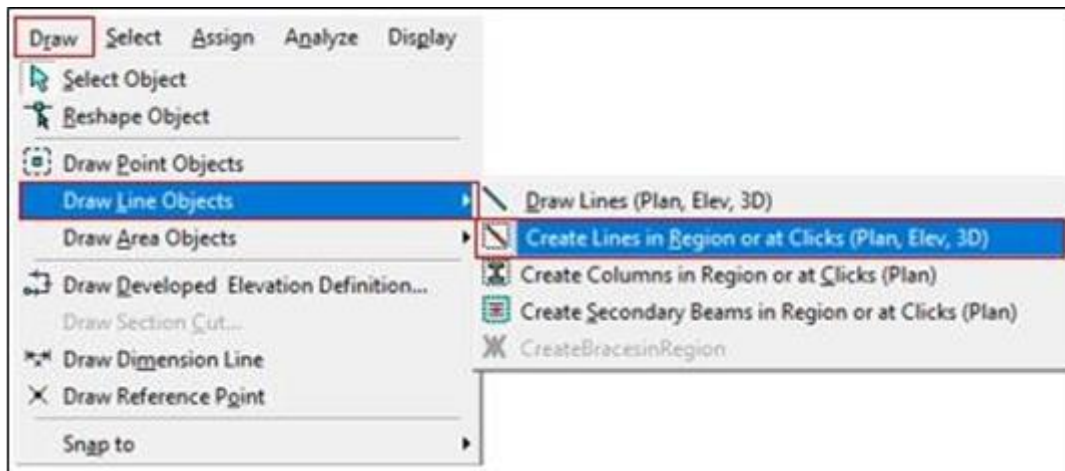 Draw Select Assign Analyze Display
Select Object
Reshape Object
Draw Point Objects
Draw Line Objects
Draw Area Objects
Draw Developed Elevation Definition...
Draw Section Cut...
Draw Dimension Line
Draw Reference Point
Snap to
Draw Lines (Plan, Elev, 3D)
Create Lines in Region or at Clicks (Plan, Elev, 3D)
Create Columns in Region or at Clicks (Plan)
Create Secondary Beams in Region or at Clicks (Plan)
CreateBracesinRegion